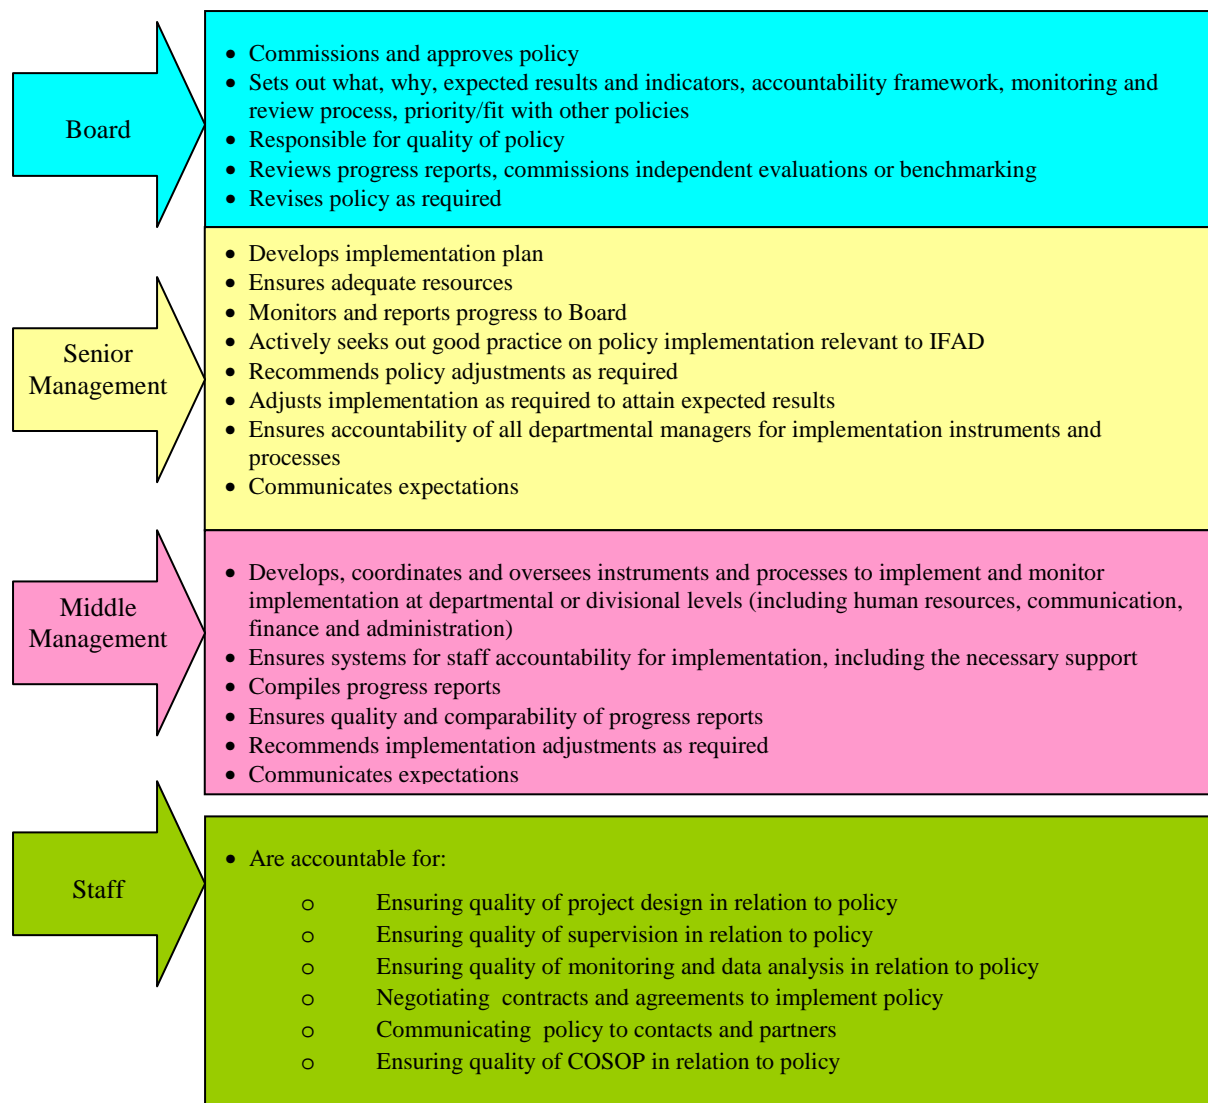 Board
• Commissions and approves policy
• Sets out what, why, expected results and indicators, accountability framework, monitoring and
review process, priority/fit with other policies
• Responsible for quality of policy
• Reviews progress reports, commissions independent evaluations or benchmarking
• Revises policy as required
Senior
Management
• Develops implementation plan
• Ensures adequate resources
• Monitors and reports progress to Board
• Actively seeks out good practice on policy implementation relevant to IFAD
• Recommends policy adjustments as required
• Adjusts implementation as required to attain expected results
• Ensures accountability of all departmental managers for implementation instruments and
processes
• Communicates expectations
Middle
Management
• Develops, coordinates and oversees instruments and processes to implement and monitor
implementation at departmental or divisional levels (including human resources, communication,
finance and administration)
• Ensures systems for staff accountability for implementation, including the necessary support
• Compiles progress reports
• Ensures quality and comparability of progress reports
• Recommends implementation adjustments as required
• Communicates expectations
Staff
• Are accountable for:
o Ensuring quality of project design in relation to policy
o Ensuring quality of supervision in relation to policy
o Ensuring quality of monitoring and data analysis in relation to policy
o Negotiating contracts and agreements to implement policy
o Communicating policy to contacts and partners
o Ensuring quality of COSOP in relation to policy